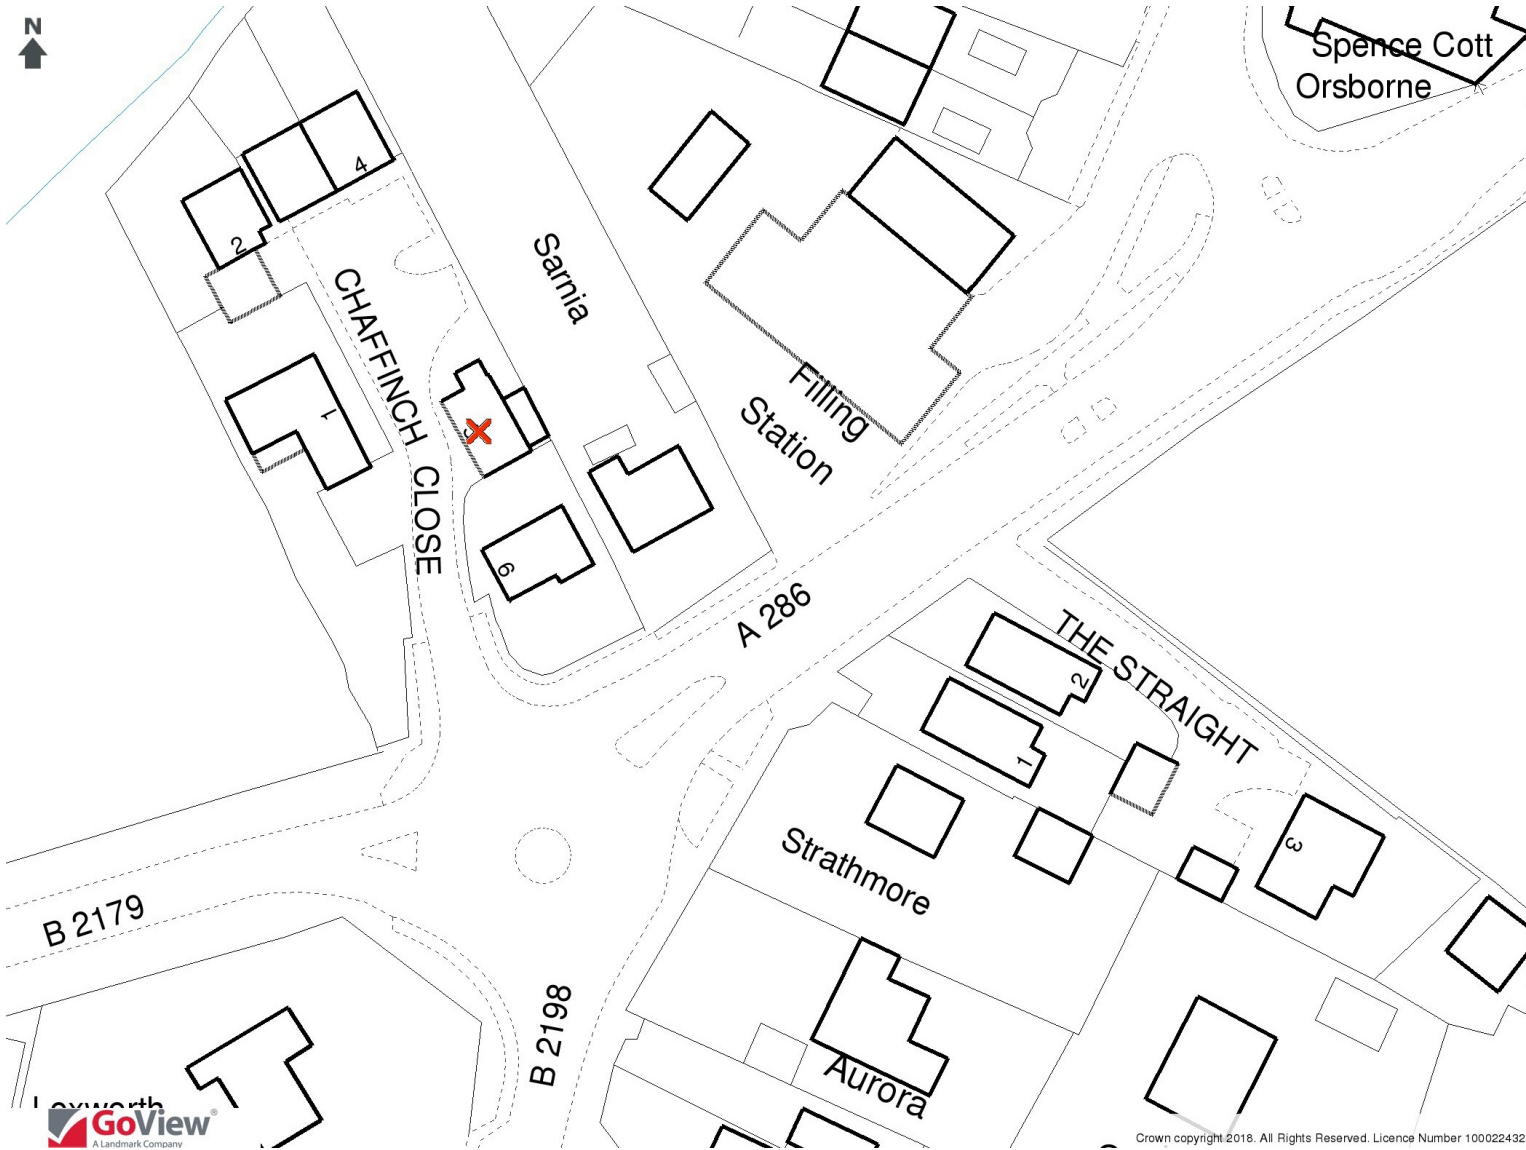 N
Spence Cott
Orsborne
4
2
Sarnia
CHAFFINCH CLOSE
1
Filling
Station
6
A 286
THE STRAIGHT
2
1
3
Strathmore
B 2179
B 2198
Aurora
GoView®
A Landmark Company
Crown copyright 2018. All Rights Reserved. Licence Number 100022432